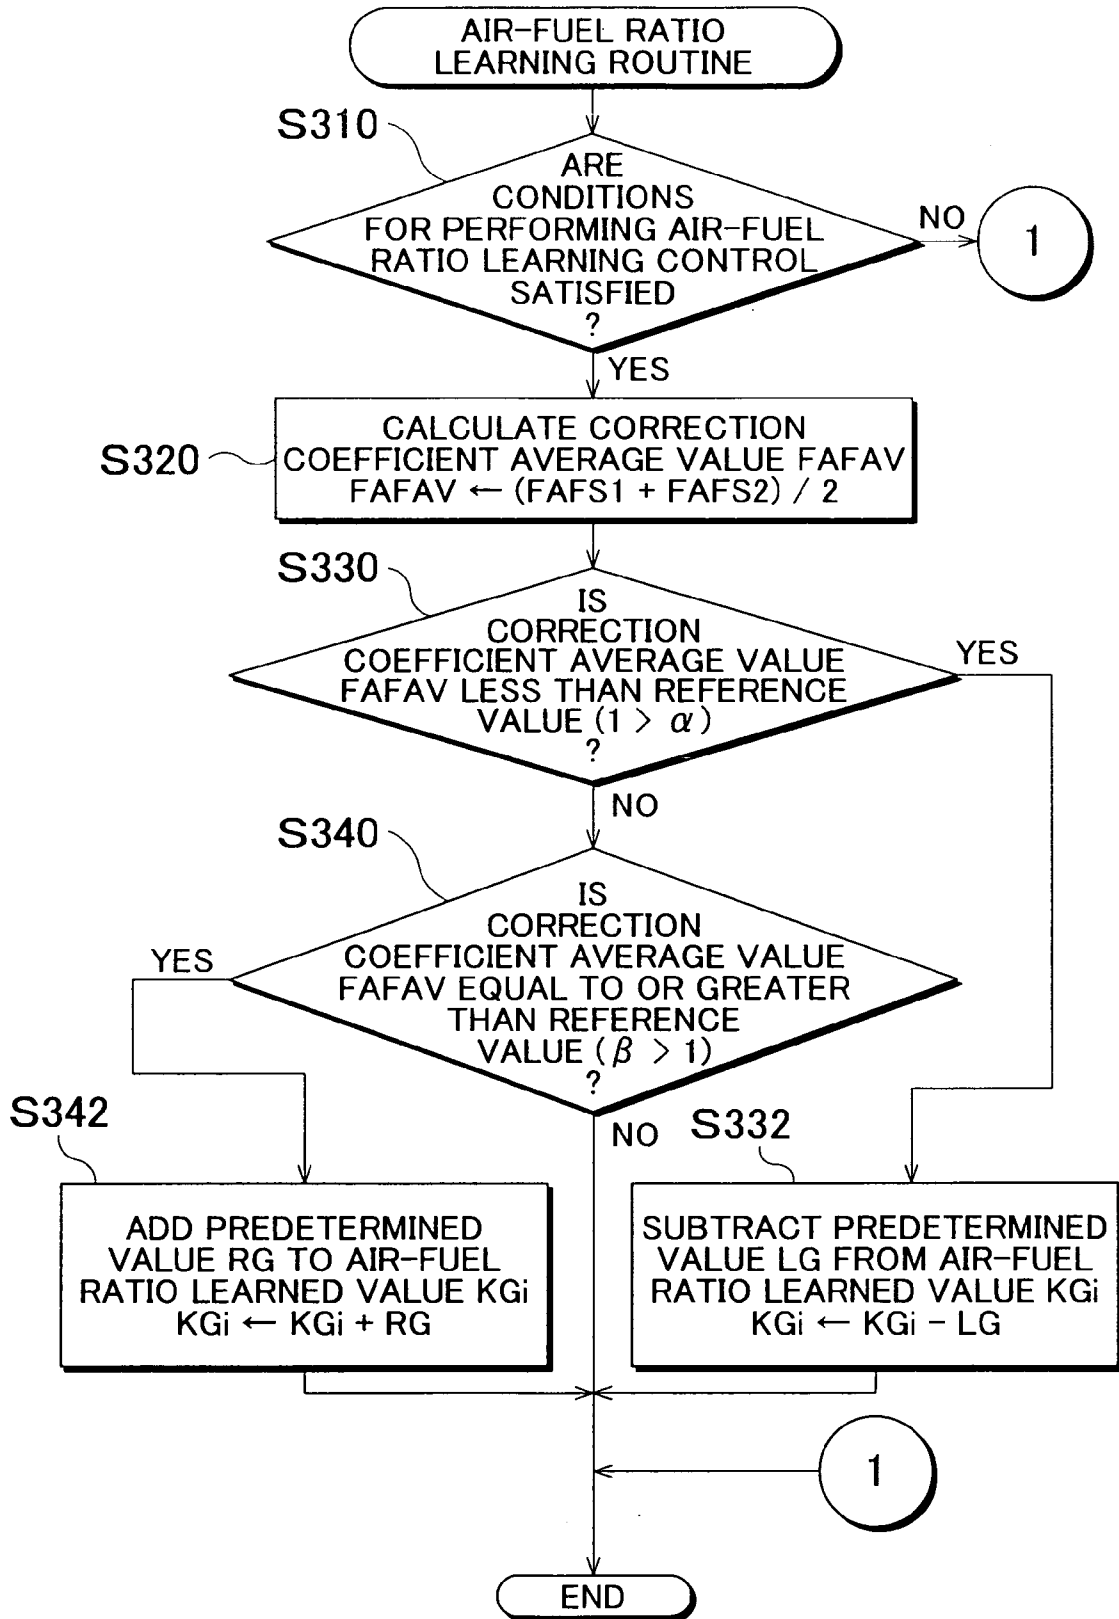 AIR-FUEL RATIO
LEARNING ROUTINE
S310
ARE
CONDITIONS
FOR PERFORMING AIR-FUEL
RATIO LEARNING CONTROL
SATISFIED
?
NO
1
YES
S320
CALCULATE CORRECTION
COEFFICIENT AVERAGE VALUE FAFAV
FAFAV ← (FAFS1 + FAFS2) / 2
S330
IS
CORRECTION
COEFFICIENT AVERAGE VALUE
FAFAV LESS THAN REFERENCE
VALUE (1 > α)
?
YES
NO
S340
IS
CORRECTION
COEFFICIENT AVERAGE VALUE
FAFAV EQUAL TO OR GREATER
THAN REFERENCE
VALUE (β > 1)
?
YES
NO
S342
ADD PREDETERMINED
VALUE RG TO AIR-FUEL
RATIO LEARNED VALUE KGi
KGi ← KGi + RG
S332
SUBTRACT PREDETERMINED
VALUE LG FROM AIR-FUEL
RATIO LEARNED VALUE KGi
KGi ← KGi - LG
1
END